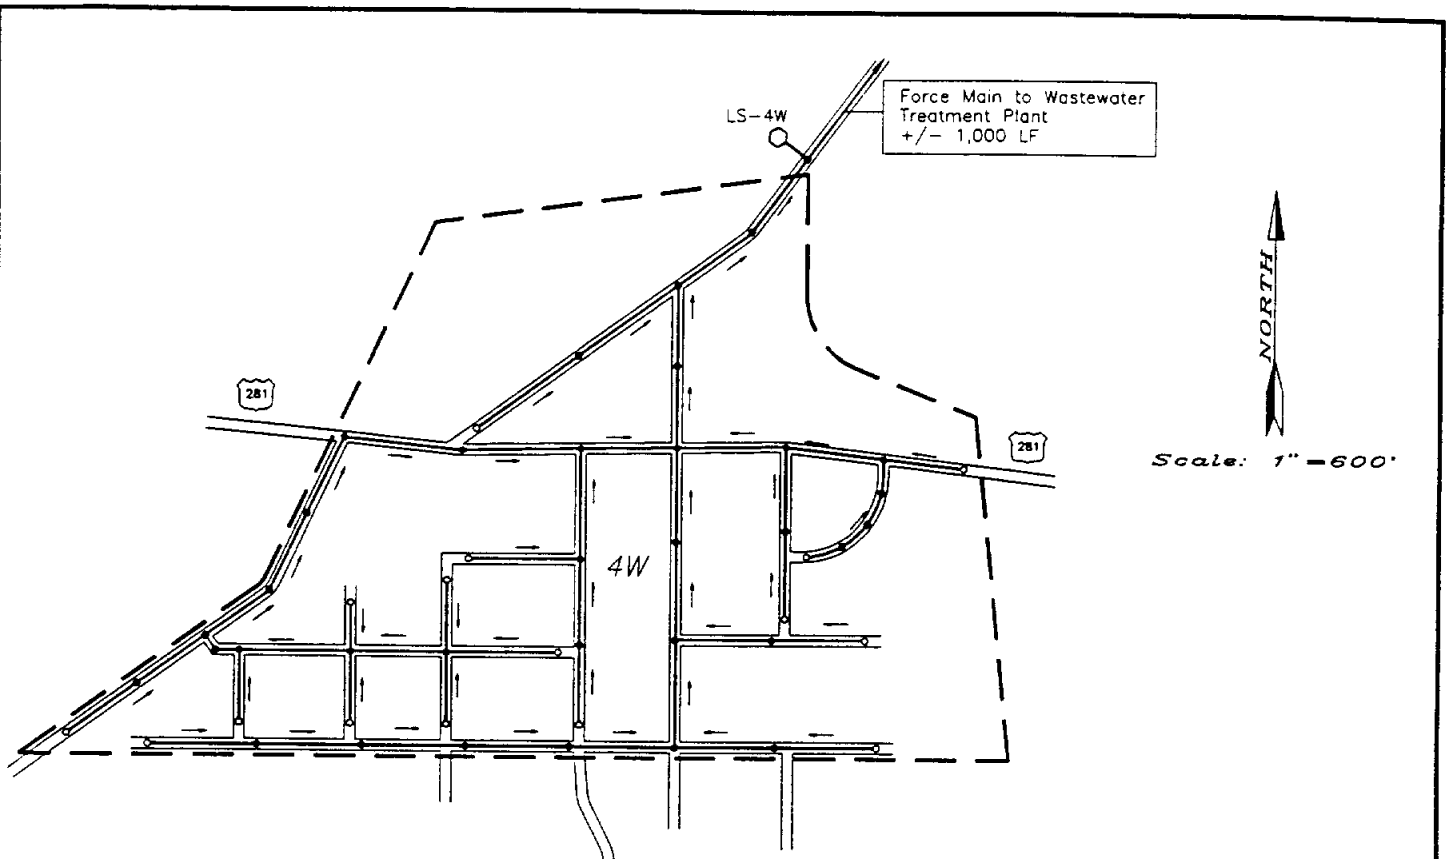 LS-4W
Force Main to Wastewater
Treatment Plant
+/- 1,000 LF
NORTH
281
281
Scale: 1"=600'
4W